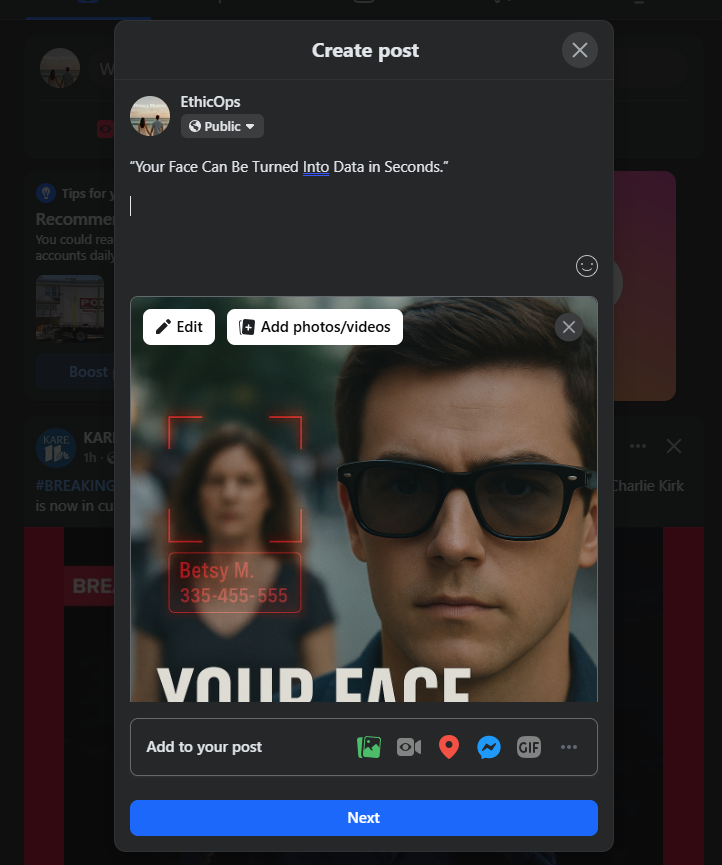 Create post
EthicOps
Public
“Your Face Can Be Turned Into Data in Seconds.”
Edit
Add photos/videos
Betsy M.
335-455-555
YOUR FACE
Add to your post
GIF
Next
W
Tips for y
Recomme
You could rea
accounts daily
Boost
KARE
KARE
1h
#BREAKING
is now in cu
Charlie Kirk
BREA